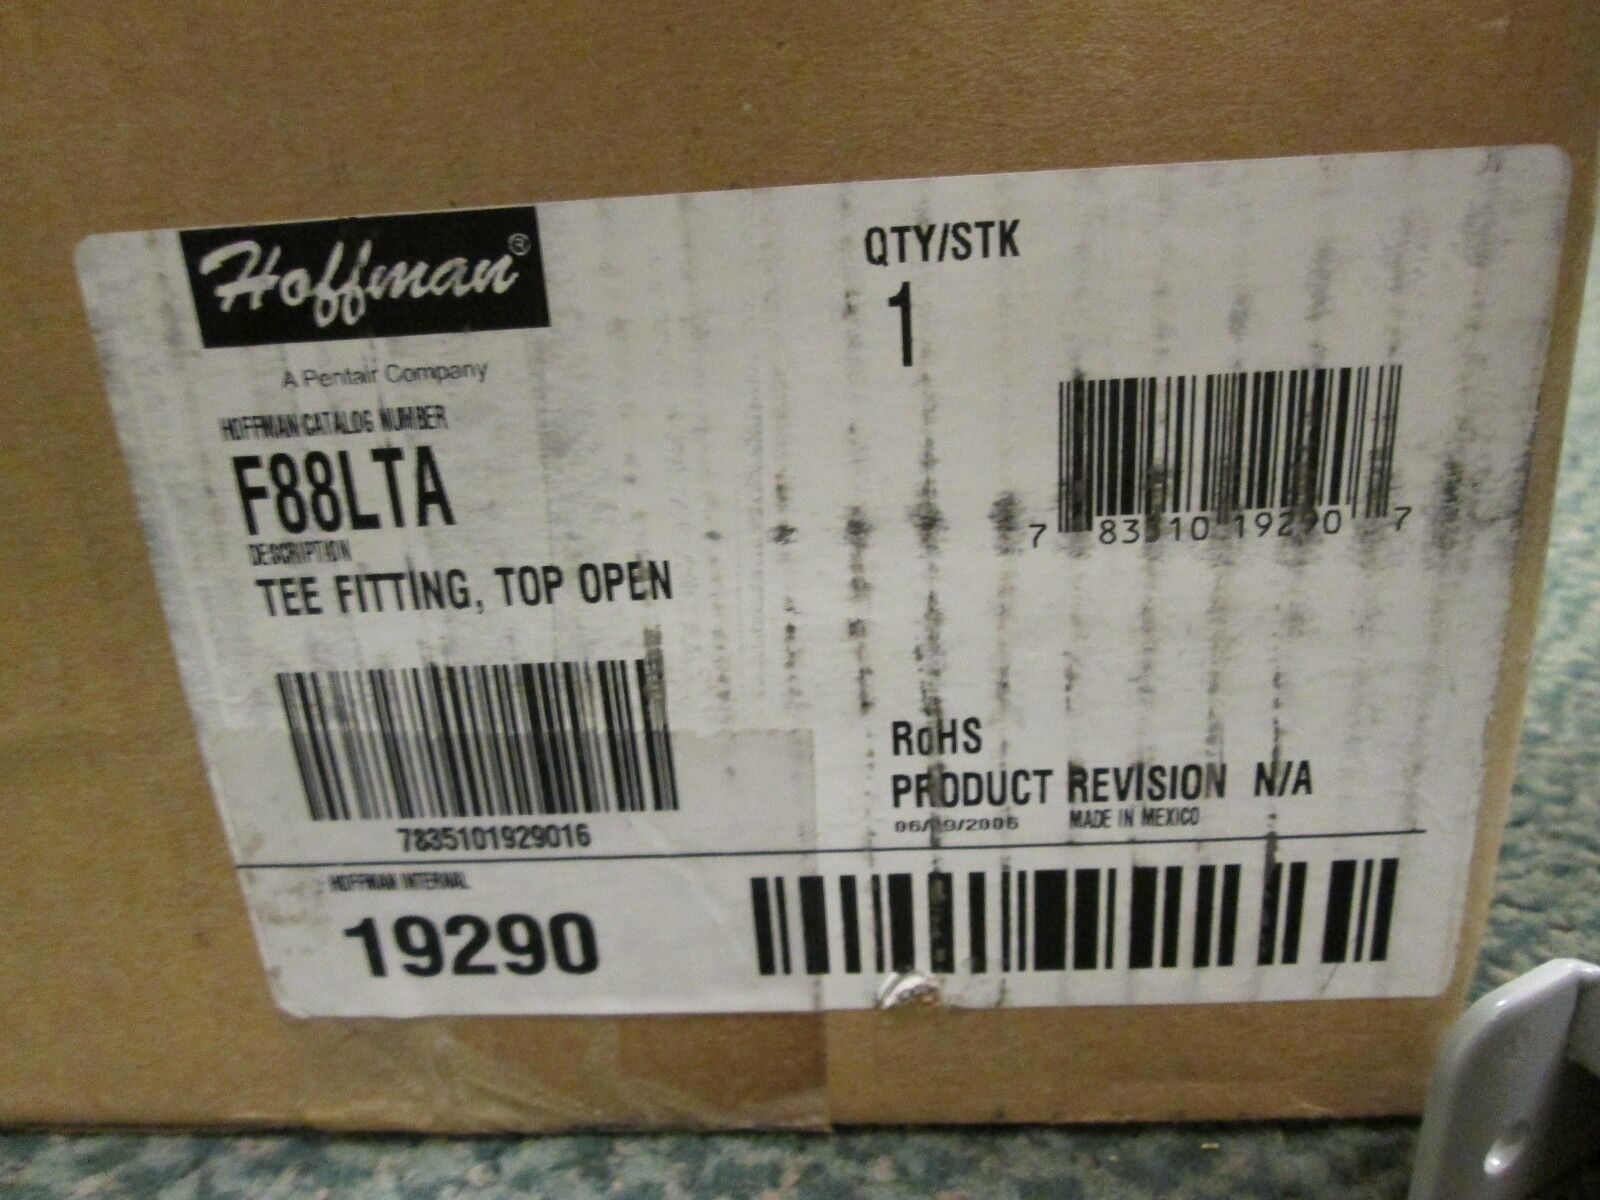 Hoffman®
A Pentair Company
HOFFMAN CATALOG NUMBER
F88LTA
DESCRIPTION
TEE FITTING, TOP OPEN
7835101929016
QTY/STK
1
7 83510 19290 7
RoHS
PRODUCT REVISION N/A
MADE IN MEXICO
HOFFMAN INTERNAL
19290